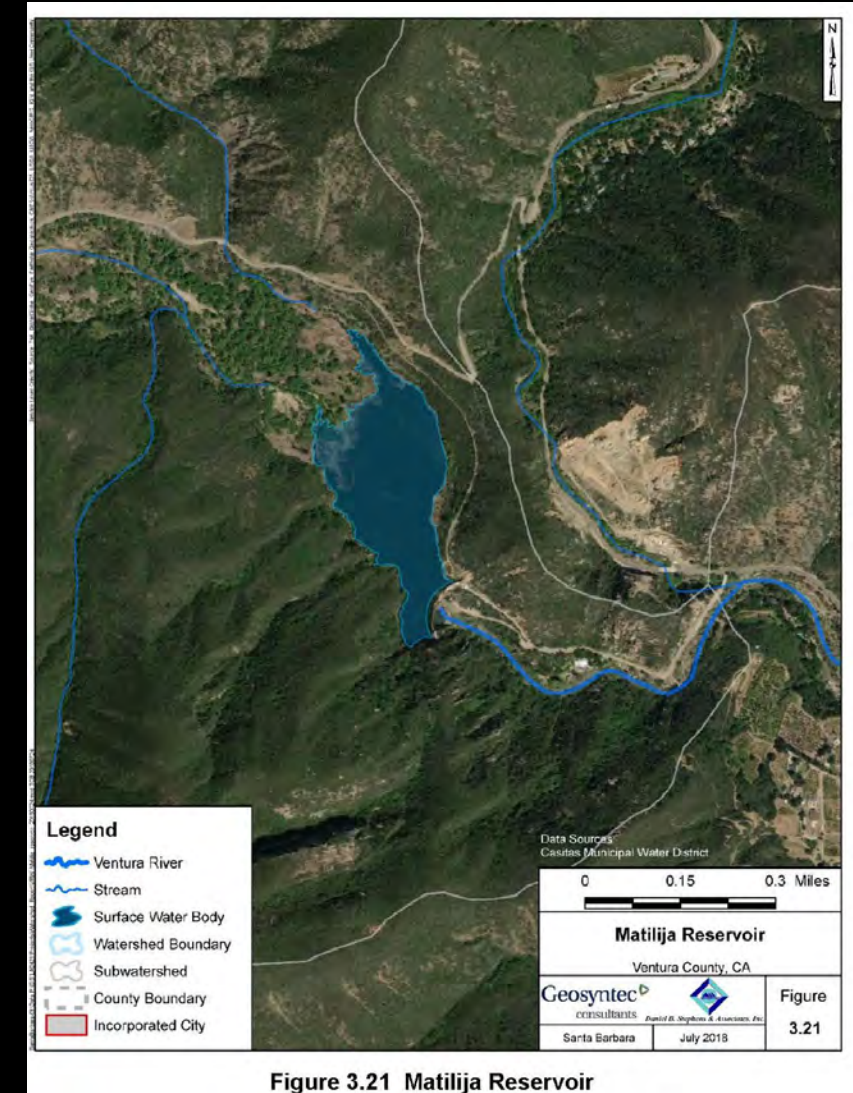 N
Legend
Ventura River
Stream
Surface Water Body
Watershed Boundary
Subwatershed
County Boundary
Incorporated City
Data Sources:
Casitas Municipal Water District
0 0.15 0.3 Miles
Matilija Reservoir
Ventura County, CA
Geosyntec
consultants
Daniel B. Stephens & Associates, Inc.
Santa Barbara
July 2018
Figure
3.21
Figure 3.21 Matilija Reservoir